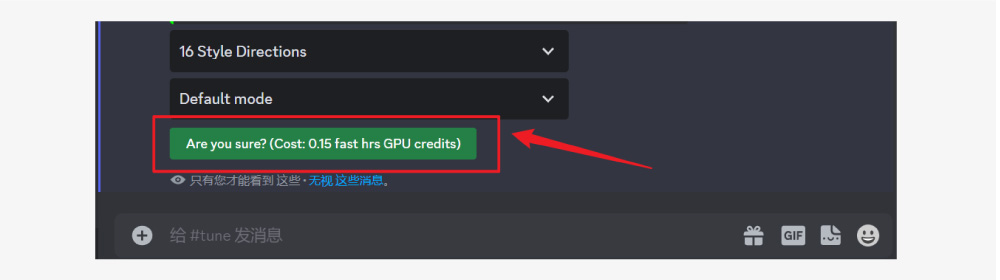 16 Style Directions
Default mode
Are you sure? (Cost: 0.15 fast hrs GPU credits)
只有您才能看到 这些 · 无视 这些消息。
给 #tune 发消息
GIF